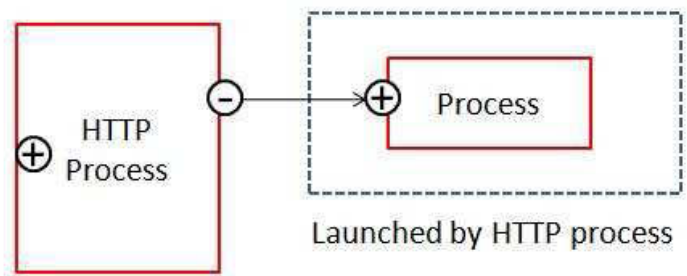 HTTP
Process
-
+
+
Process
Launched by HTTP process